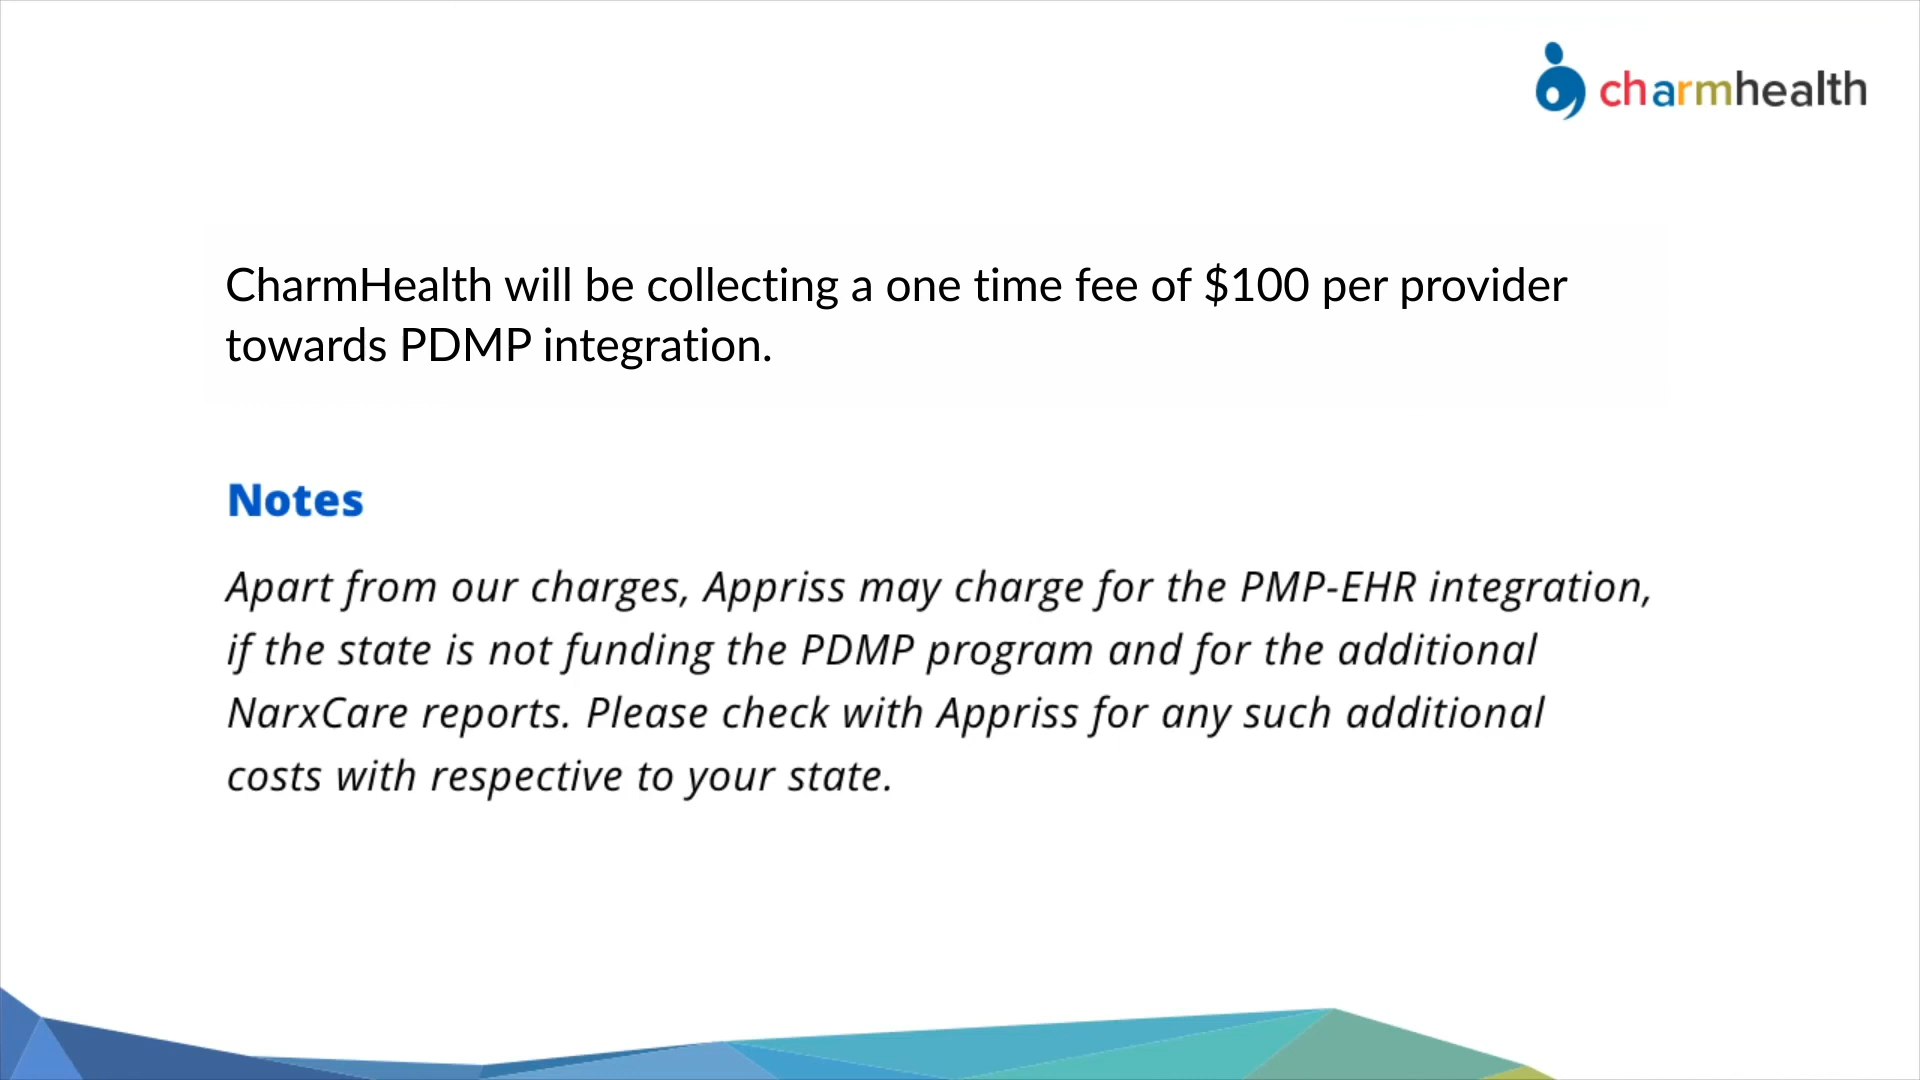 charmhealth
CharmHealth will be collecting a one time fee of $100 per provider
towards PDMP integration.
Notes
Apart from our charges, Appriss may charge for the PMP-EHR integration,
if the state is not funding the PDMP program and for the additional
NarxCare reports. Please check with Appriss for any such additional
costs with respective to your state.